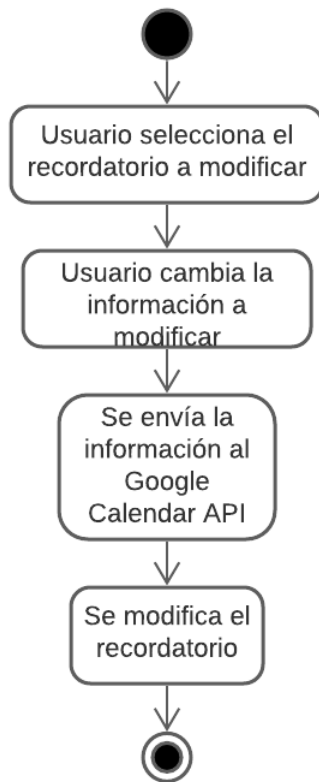 Usuario selecciona el
recordatorio a modificar
Usuario cambia la
información a
modificar
Se envía la
información al
Google
Calendar API
Se modifica el
recordatorio